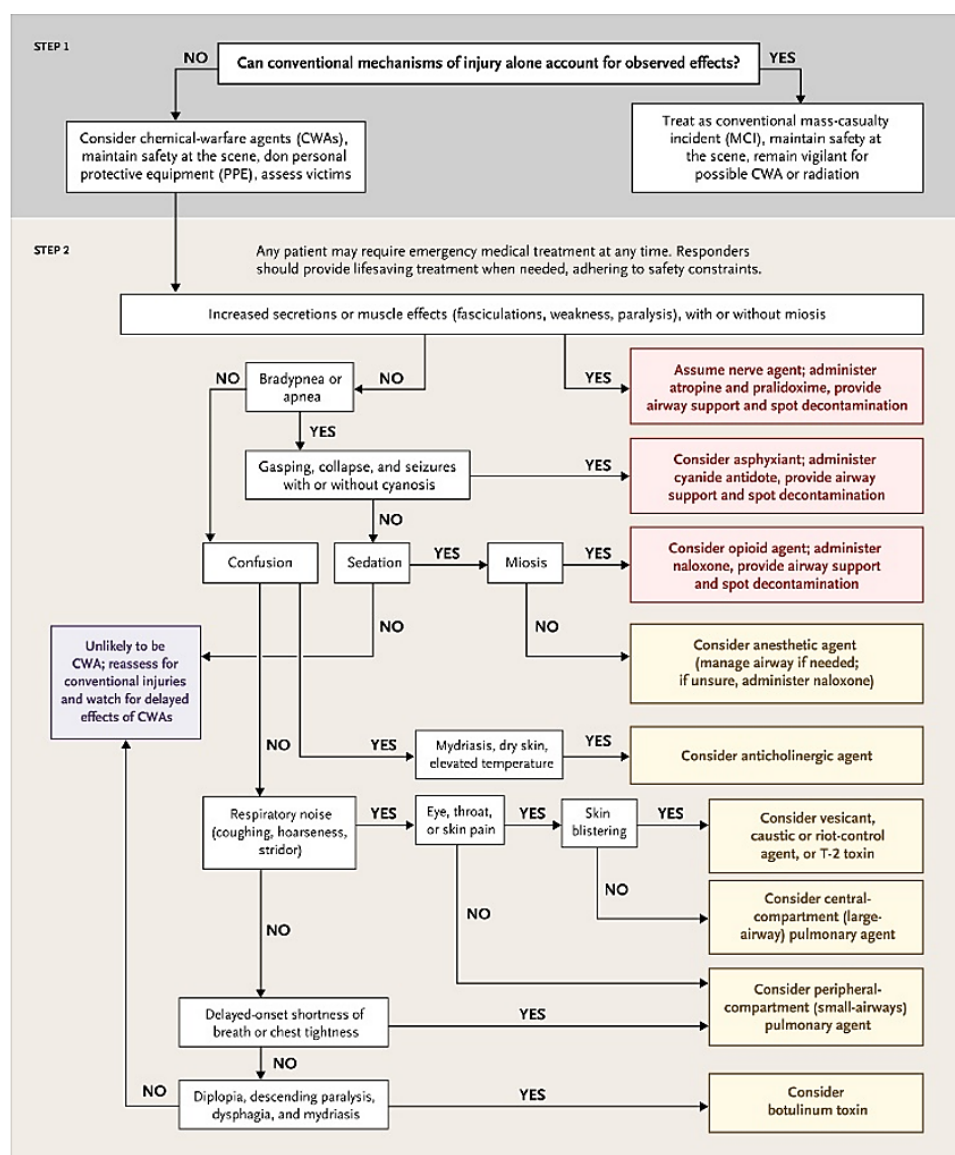 STEP 1
NO
Can conventional mechanisms of injury alone account for observed effects?
YES
Consider chemical-warfare agents (CWAs),
maintain safety at the scene, don personal
protective equipment (PPE), assess victims
Treat as conventional mass-casualty
incident (MCI), maintain safety at
the scene, remain vigilant for
possible CWA or radiation
STEP 2
Any patient may require emergency medical treatment at any time. Responders
should provide lifesaving treatment when needed, adhering to safety constraints.
Increased secretions or muscle effects (fasciculations, weakness, paralysis), with or without miosis
NO
Bradypnea or
apnea
NO
YES
Assume nerve agent; administer
atropine and pralidoxime, provide
airway support and spot decontamination
YES
Gasping, collapse, and seizures
with or without cyanosis
YES
Consider asphyxiant; administer
cyanide antidote, provide airway
support and spot decontamination
NO
Confusion
Sedation
YES
Miosis
YES
Consider opioid agent; administer
naloxone, provide airway support
and spot decontamination
NO
NO
Unlikely to be
CWA; reassess for
conventional injuries
and watch for delayed
effects of CWAs
Consider anesthetic agent
(manage airway if needed;
if unsure, administer naloxone)
NO
YES
Mydriasis, dry skin,
elevated temperature
YES
Consider anticholinergic agent
Respiratory noise
(coughing, hoarseness,
stridor)
YES
Eye, throat,
or skin pain
YES
Skin
blistering
YES
Consider vesicant,
caustic or riot-control
agent, or T-2 toxin
NO
NO
NO
Consider central-
compartment (large-
airway) pulmonary agent
Delayed-onset shortness of
breath or chest tightness
YES
Consider peripheral-
compartment (small-airways)
pulmonary agent
NO
NO
Diplopia, descending paralysis,
dysphagia, and mydriasis
YES
Consider
botulinum toxin